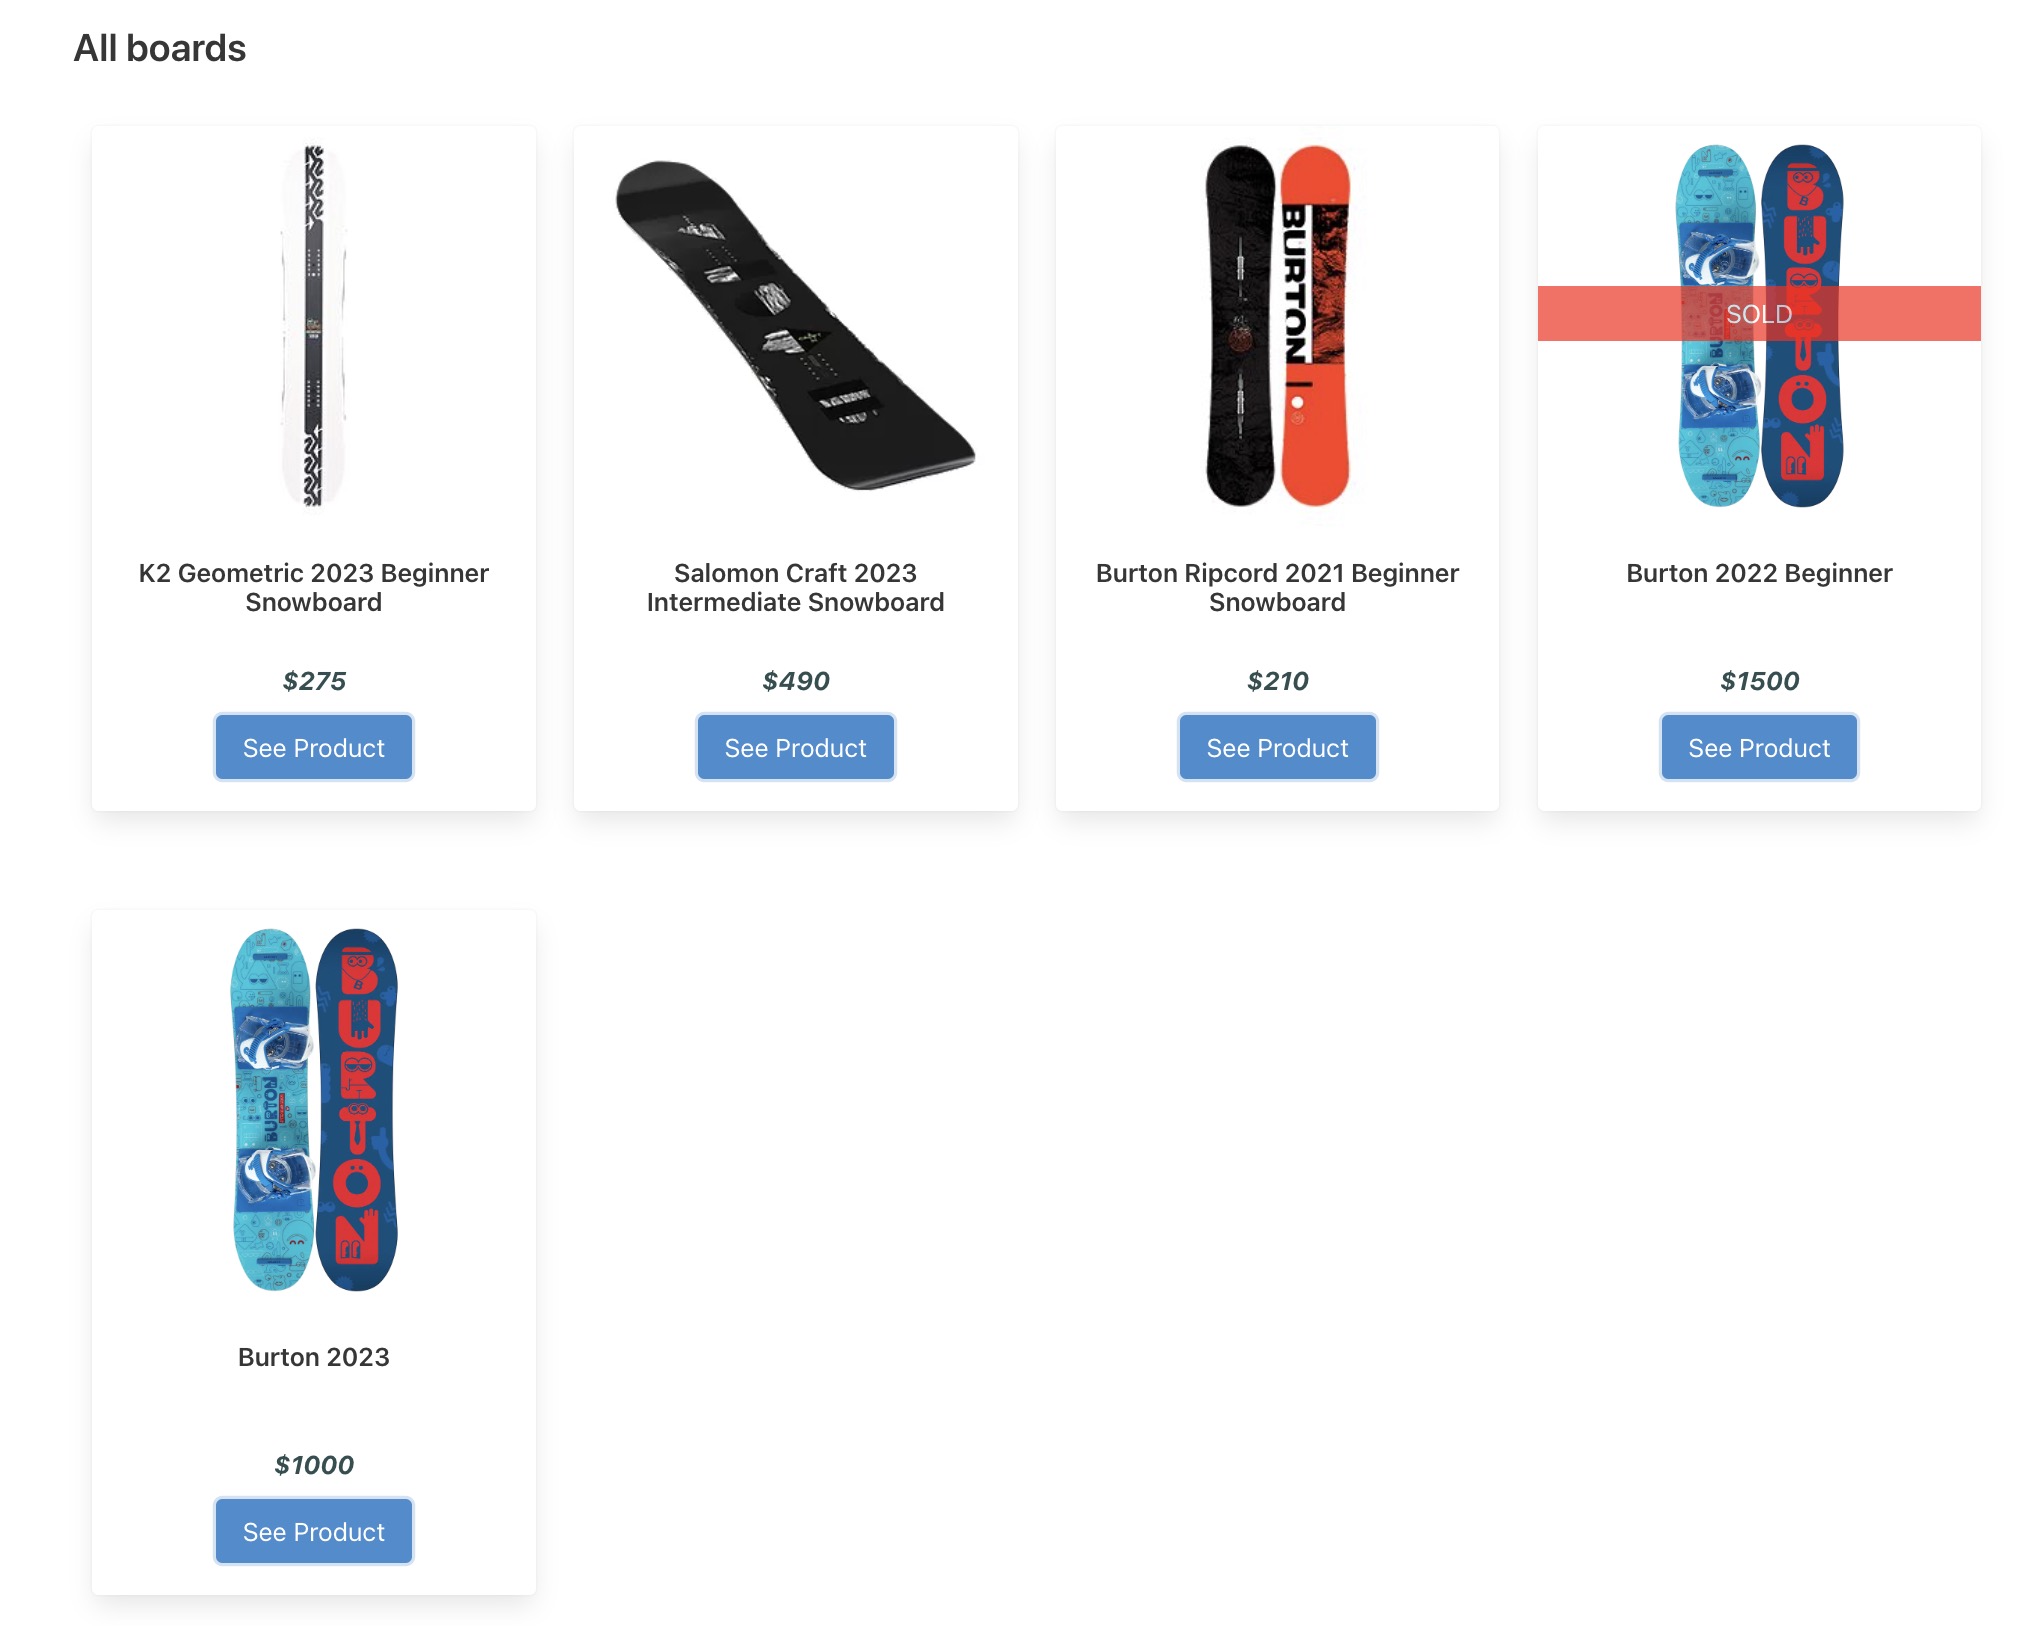 All boards
BURTON
SOLD
BURTON
BURTON
K2 Geometric 2023 Beginner
Snowboard
Salomon Craft 2023
Intermediate Snowboard
Burton Ripcord 2021 Beginner
Snowboard
Burton 2022 Beginner
$275
$490
$210
$1500
See Product
See Product
See Product
See Product
BURTON
BURTON
Burton 2023
$1000
See Product